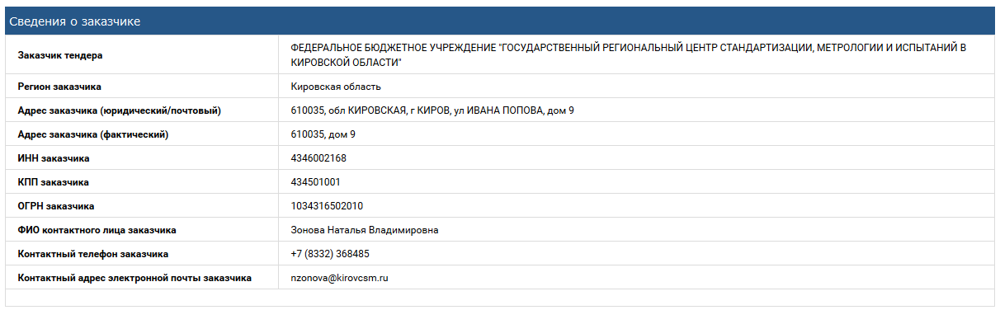 Сведения о заказчике
Заказчик тендера
ФЕДЕРАЛЬНОЕ БЮДЖЕТНОЕ УЧРЕЖДЕНИЕ "ГОСУДАРСТВЕННЫЙ РЕГИОНАЛЬНЫЙ ЦЕНТР СТАНДАРТИЗАЦИИ, МЕТРОЛОГИИ И ИСПЫТАНИЙ В
КИРОВСКОЙ ОБЛАСТИ"
Регион заказчика Кировская область
Адрес заказчика (юридический/почтовый) 610035, обл КИРОВСКАЯ, г КИРОВ, ул ИВАНА ПОПОВА, дом 9
Адрес заказчика (фактический) 610035, дом 9
ИНН заказчика 4346002168
КПП заказчика 434501001
ОГРН заказчика 1034316502010
ФИО контактного лица заказчика Зонова Наталья Владимировна
Контактный телефон заказчика +7 (8332) 368485
Контактный адрес электронной почты заказчика nzonova@kirovcsm.ru